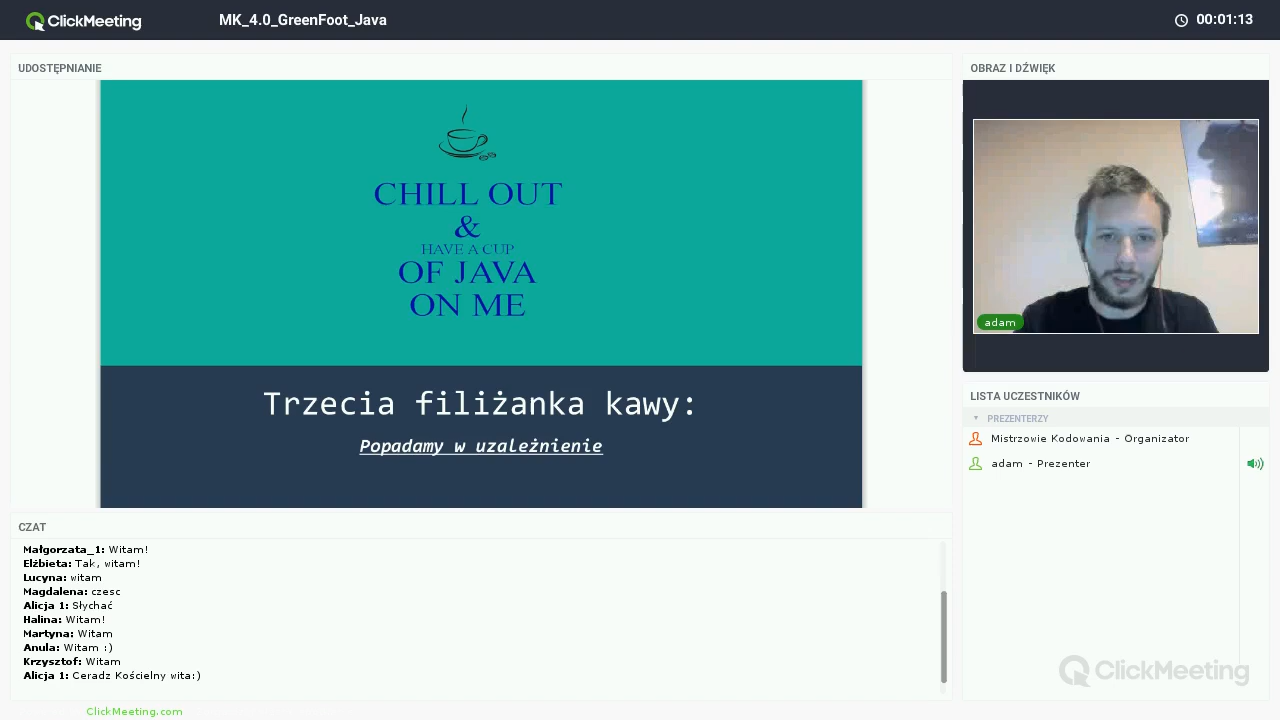 ClickMeeting
MK_4.0_GreenFoot_Java
00:01:13
UDOSTĘPNIANIE
CHILL OUT
&
HAVE A CUP
OF JAVA
ON ME
Trzecia filiżanka kawy:
Popadamy w uzależnienie
OBRAZ I DŹWIĘK
adam
LISTA UCZESTNIKÓW
PREZENTERZY
Mistrzowie Kodowania - Organizator
adam - Prezenter
CZAT
Małgorzata_1: Witam!
Elżbieta: Tak, witam!
Lucyna: witam
Magdalena: czesc
Alicja 1: Słychać
Halina: Witam!
Martyna: Witam
Anula: Witam :)
Krzysztof: Witam
Alicja 1: Ceradz Kościelny wita:)
ClickMeeting
ClickMeeting.com